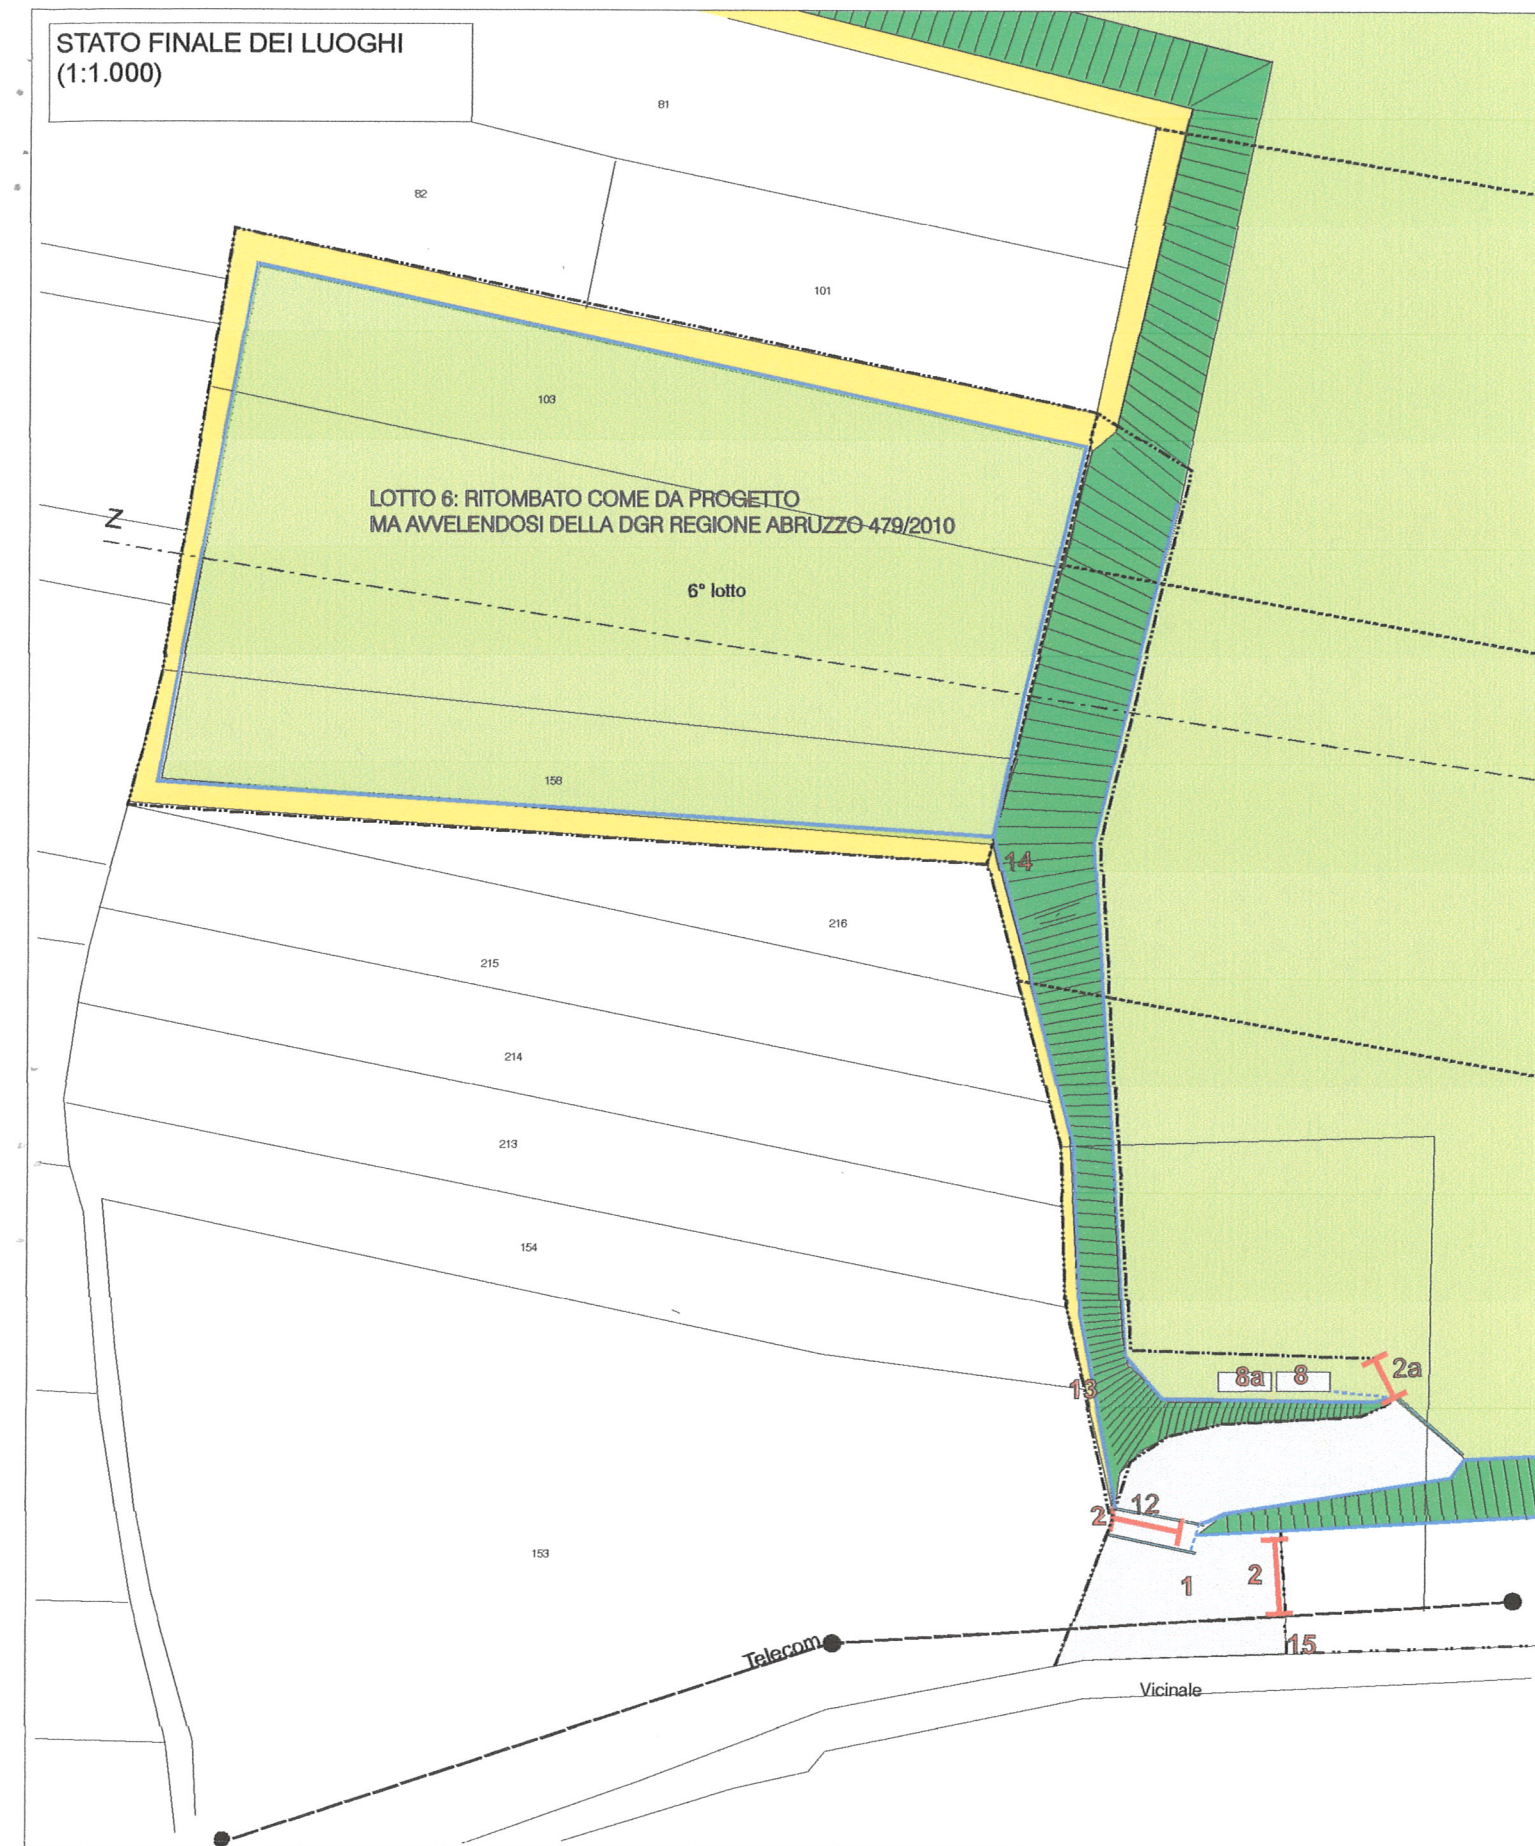 STATO FINALE DEI LUOGHI
(1:1.000)
81
82
101
103
LOTTO 6: RITOMBATO COME DA PROGETTO
MA AVVELENDOSI DELLA DGR REGIONE ABRUZZO 479/2010
Z
6° lotto
158
14
216
215
214
213
154
13
8a
8
2a
2
12
153
1
2
15
Telecom
Vicinale